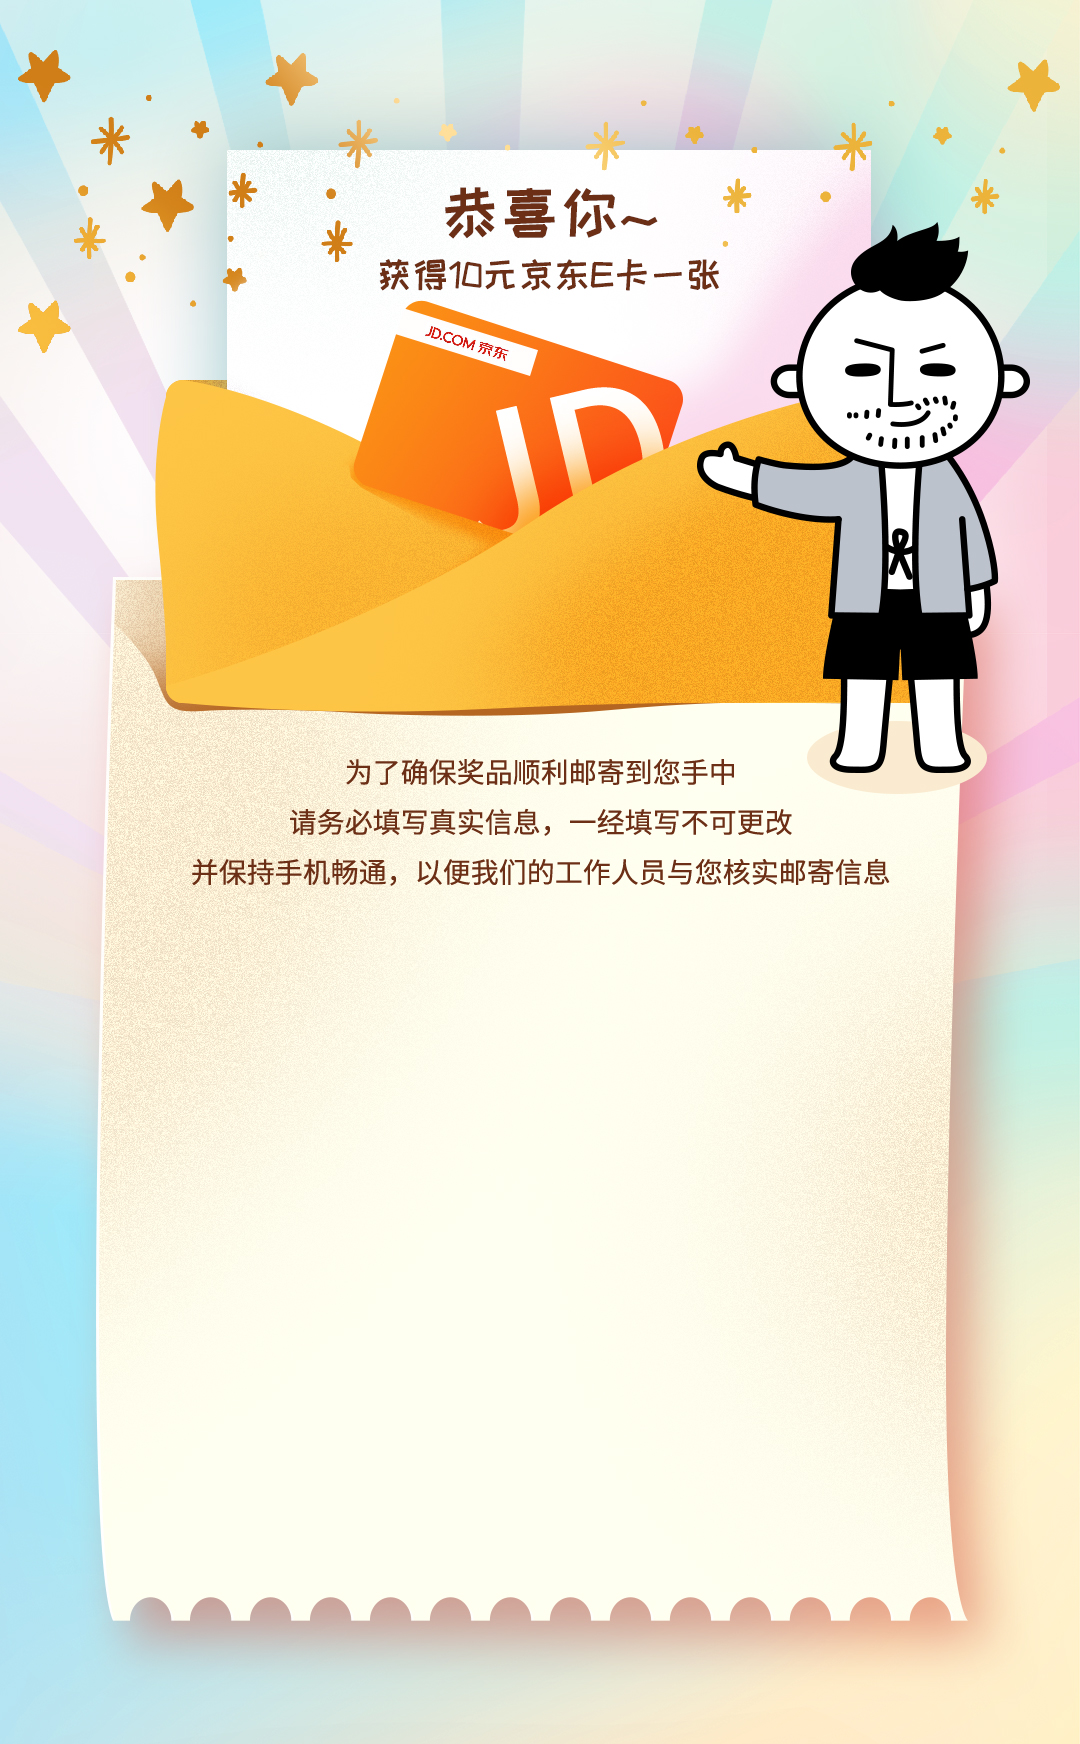 恭喜你~
获得10元京东E卡一张
JD.COM 京东
JD
为了确保奖品顺利邮寄到您手中
请务必填写真实信息，一经填写不可更改
并保持手机畅通，以便我们的工作人员与您核实邮寄信息